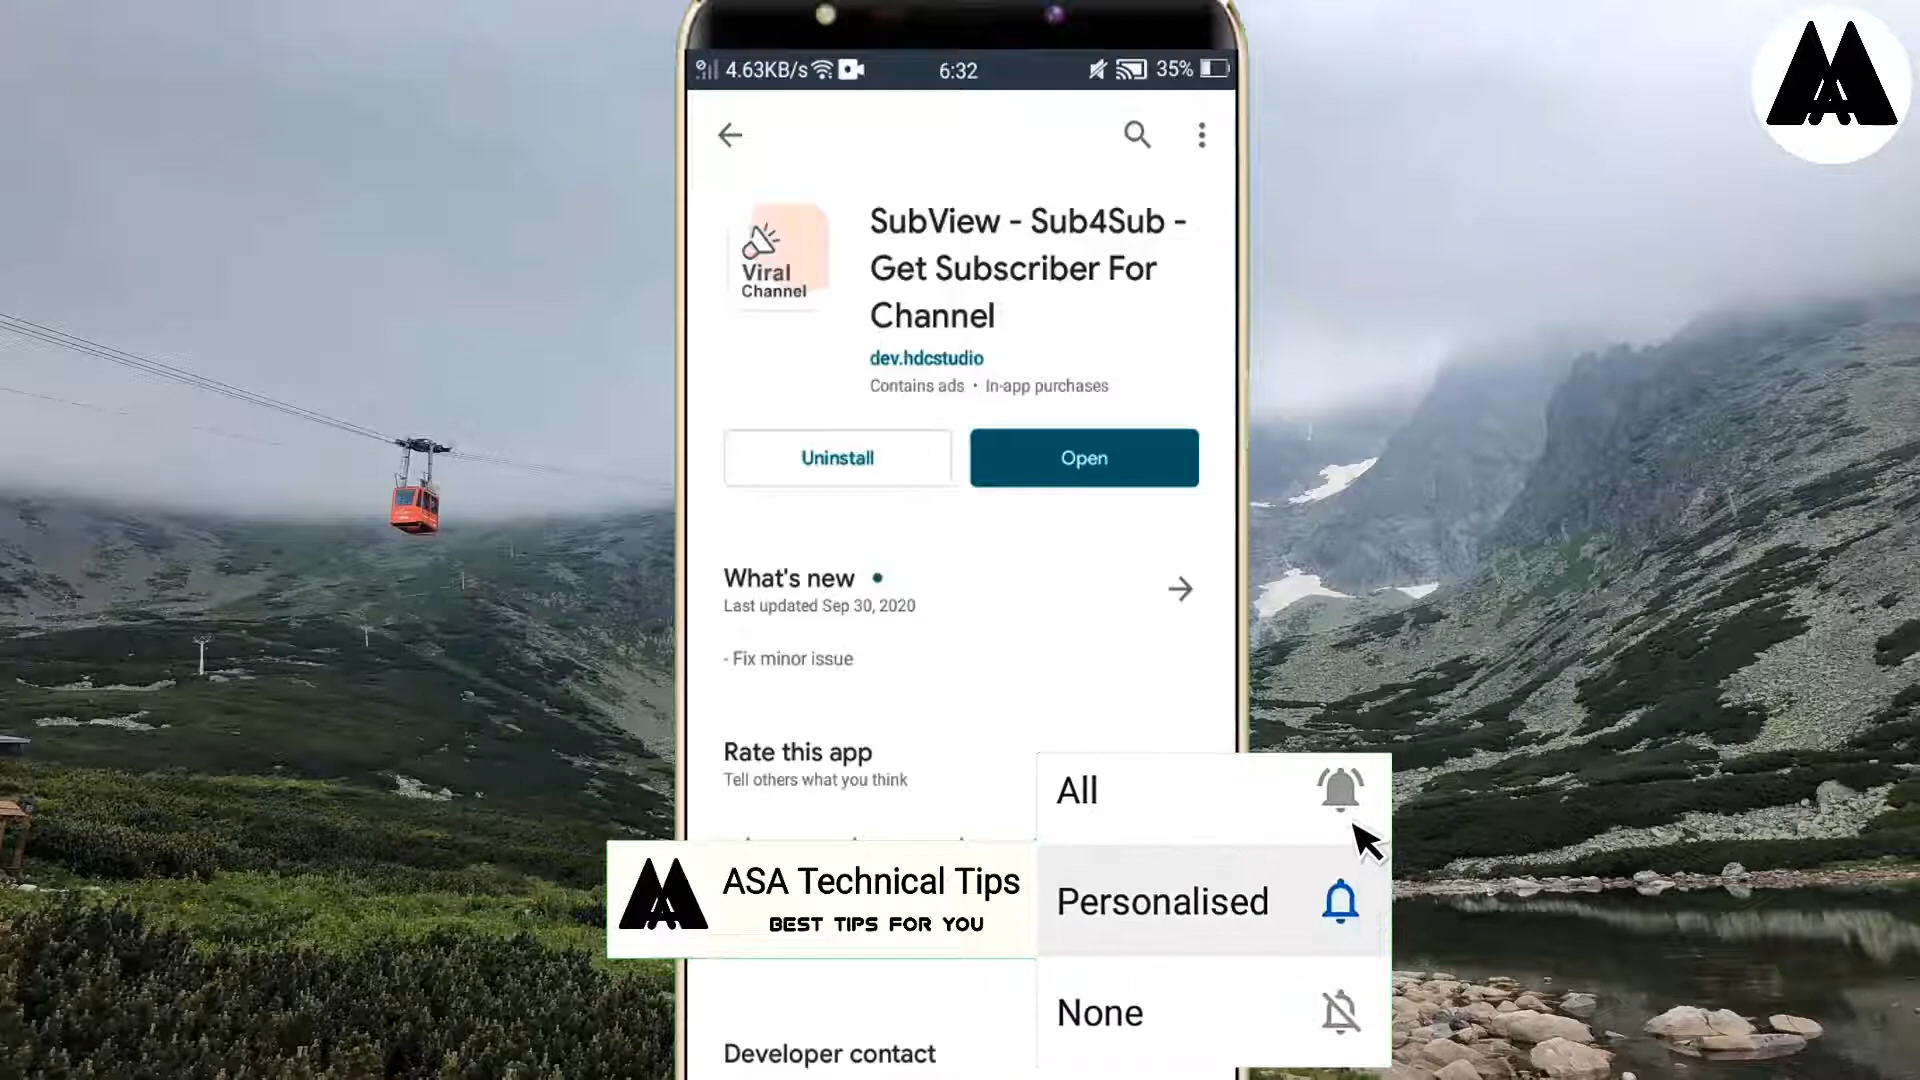 4.63KB/s
6:32
35%
Viral
Channel
SubView - Sub4Sub -
Get Subscriber For
Channel
dev.hdcstudio
Contains ads • In-app purchases
Uninstall
Open
What's new
Last updated Sep 30, 2020
- Fix minor issue
Rate this app
Tell others what you think
All
ASA Technical Tips
BEST TIPS FOR YOU
Personalised
None
Developer contact